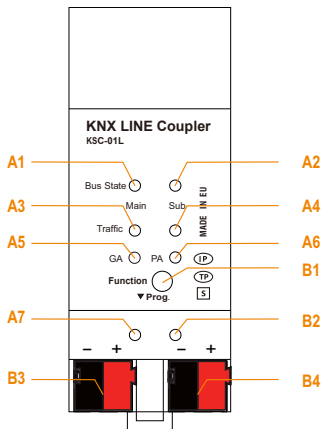 KNX LINE Coupler
KSC-01L
A1
A2
Bus State
Main
Sub
MADE IN EU
A3
A4
Traffic
A5
A6
GA
PA
IP
B1
Function
TP
▼Prog.
S
A7
B2
− +
− +
B3
B4